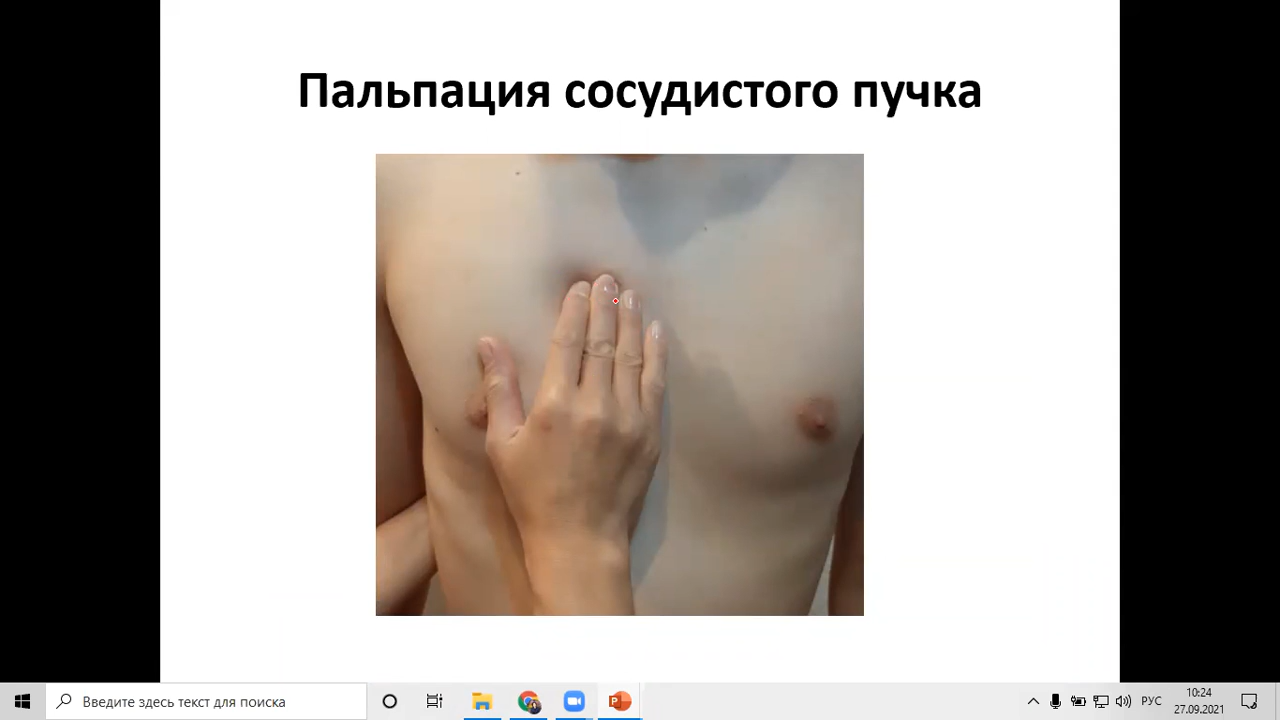 Пальпация сосудистого пучка
Введите здесь текст для поиска
РУС
10:24
27.09.2021